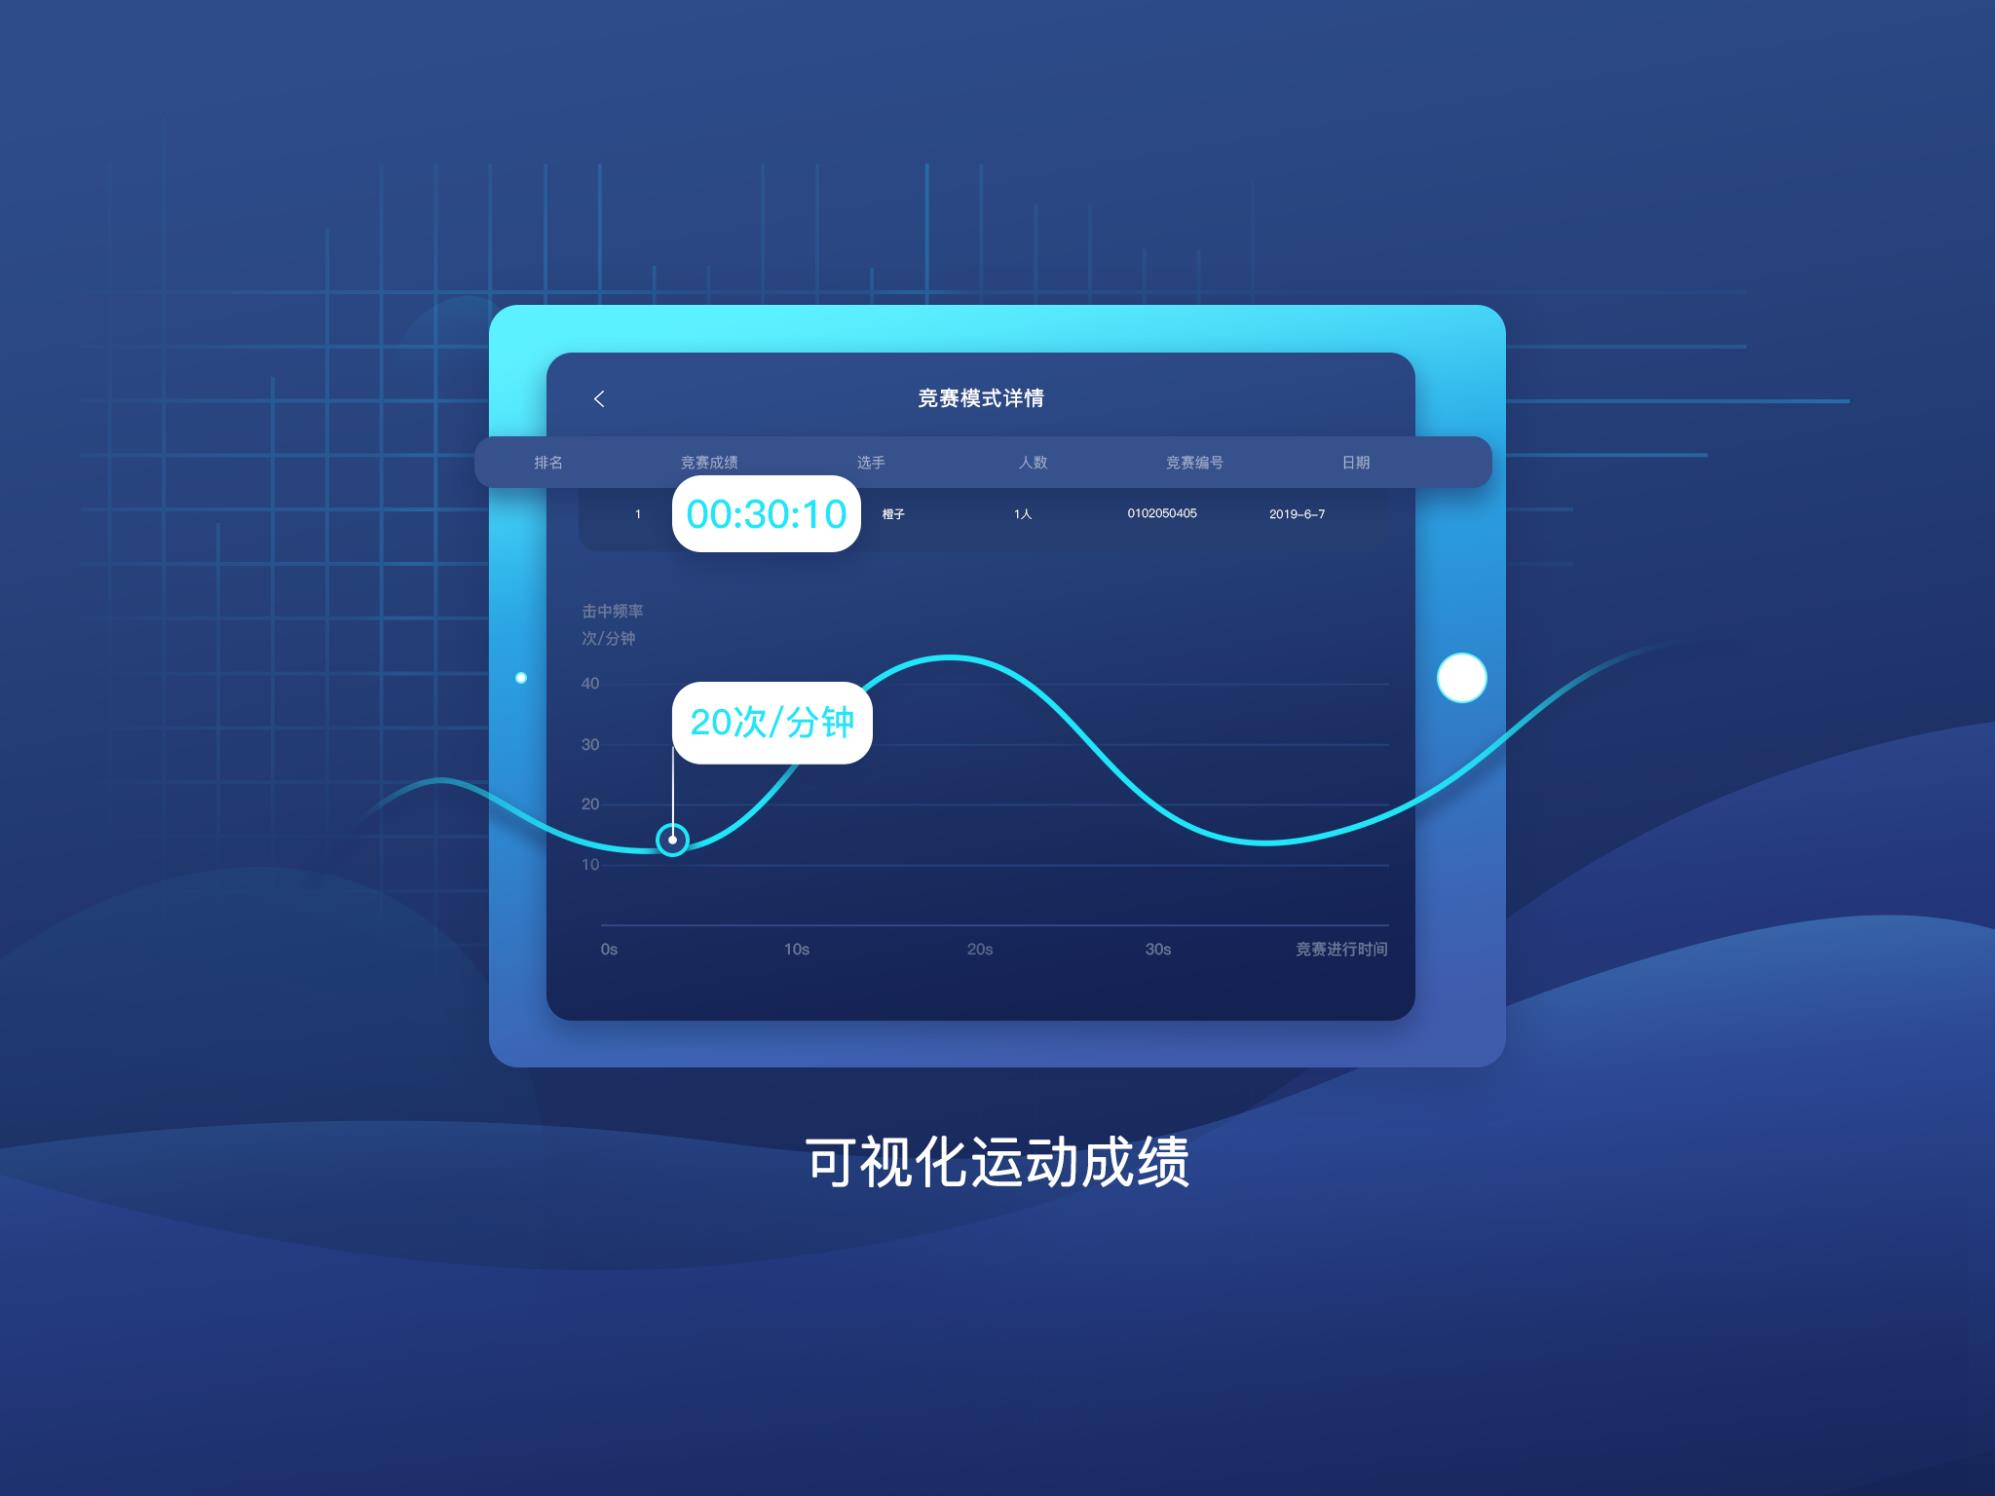 竞赛模式详情
排名 竞赛成绩 选手 人数 竞赛编号 日期
1 00:30:10 橙子 1人 0102050405 2019-6-7
击中频率
次/分钟
40
20次/分钟
30
20
10
0s 10s 20s 30s 竞赛进行时间
可视化运动成绩